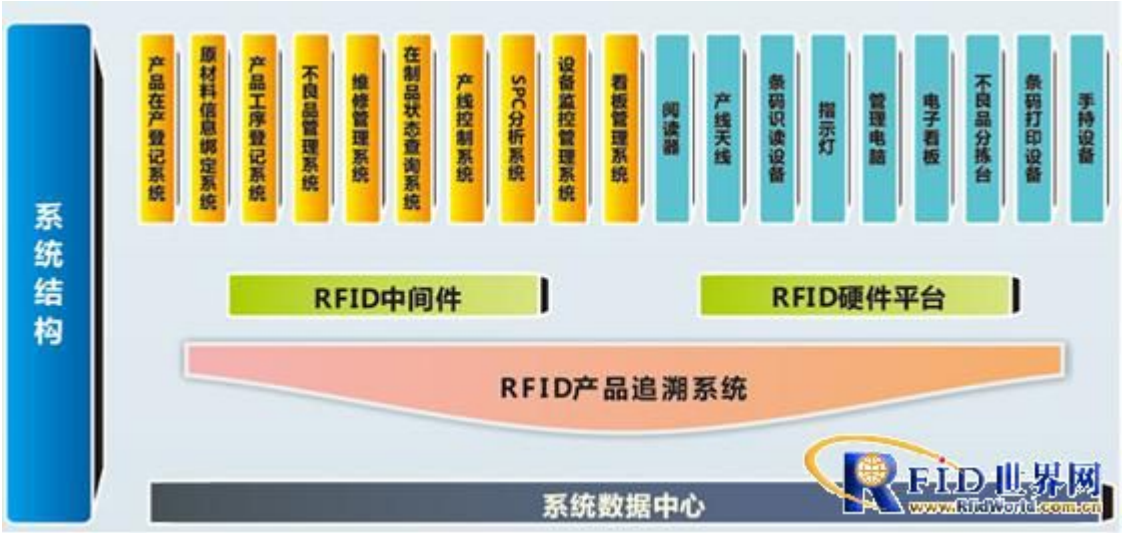 系统结构
产品在产登记系统
原材料信息绑定系统
产品工序登记系统
不良品管理系统
维修管理系统
在制品状态查询系统
产线控制系统
SPC分析系统
设备监控管理系统
看板管理系统
阅读器
产线天线
条码识读设备
指示灯
管理电脑
电子看板
不良品分拣台
条码打印设备
手持设备
RFID中间件
RFID硬件平台
RFID产品追溯系统
系统数据中心
RFID世界网
www.RfidWorld.com.cn